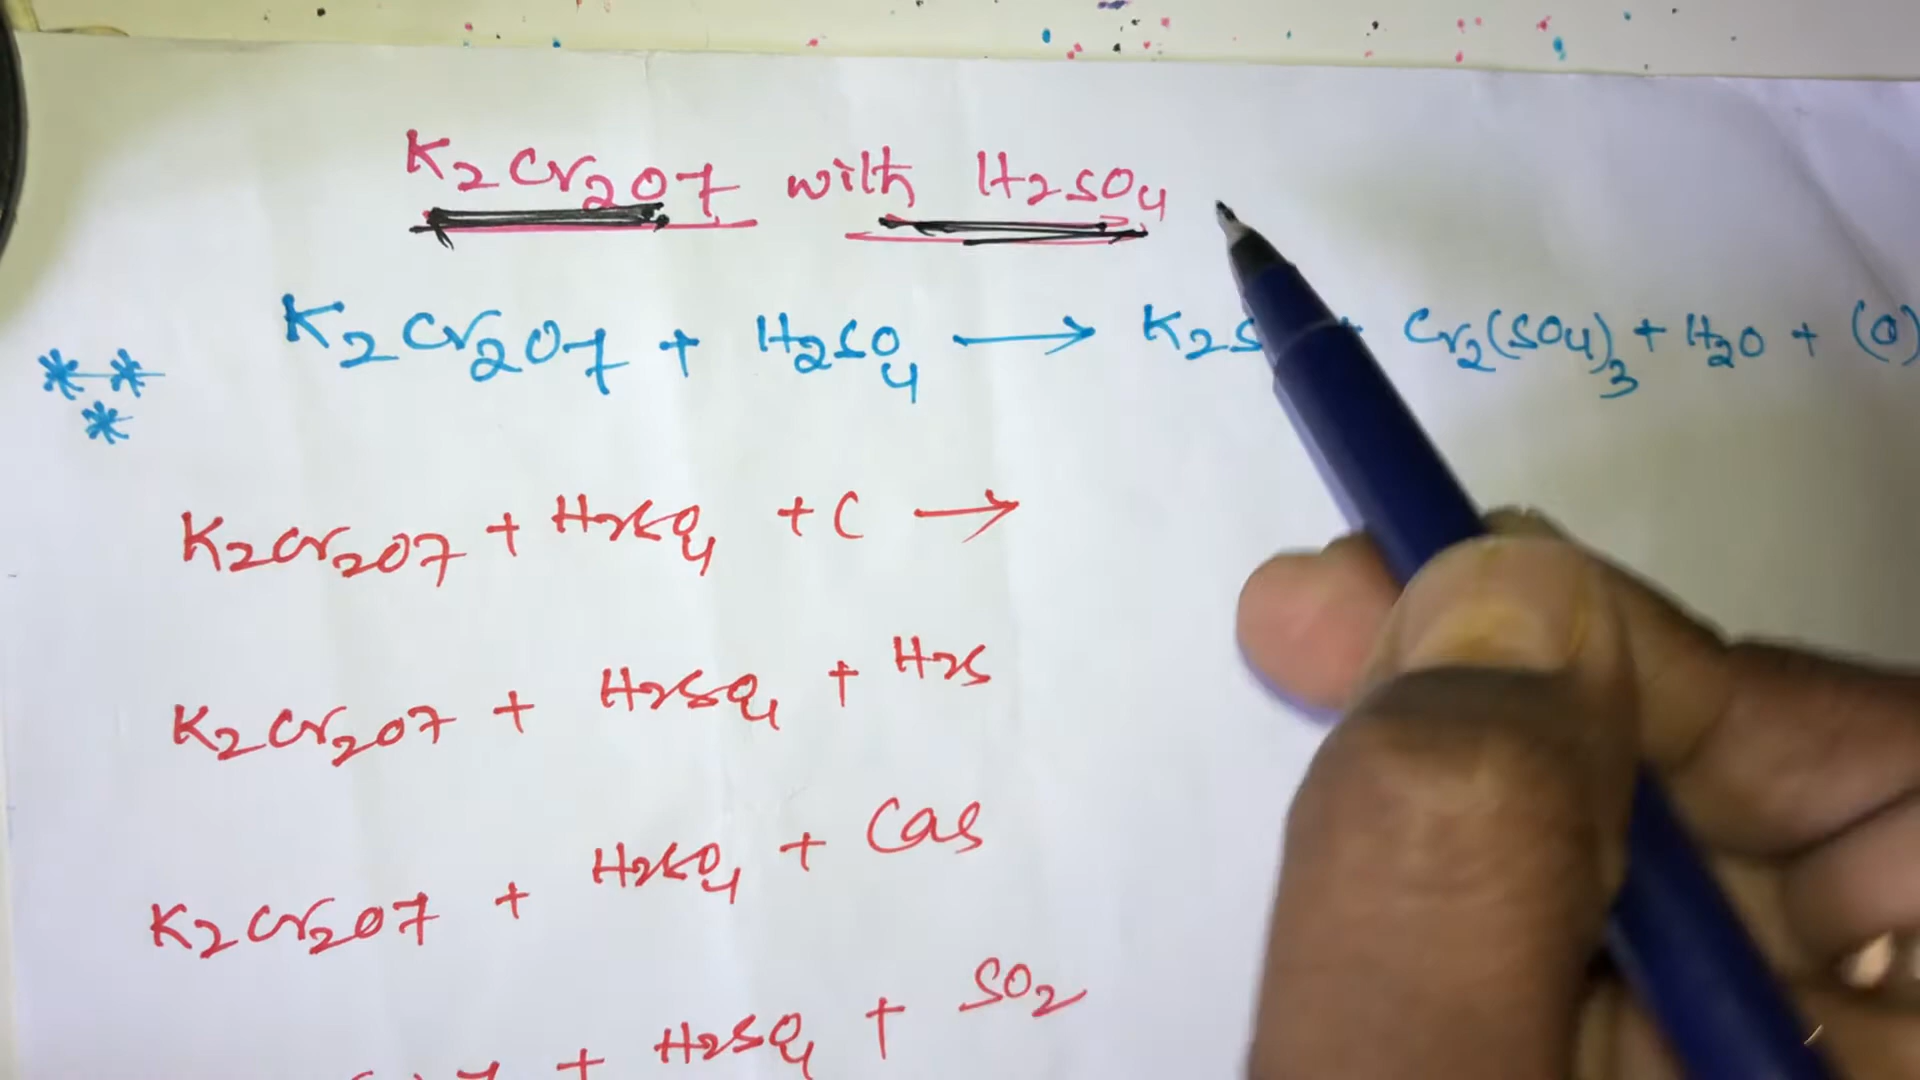 K2Cr2O7 with H2SO4
K2Cr2O7 + H2SO4 → K2S + Cr2(SO4)3 + H2O + (O)
K2Cr2O7 + H2SO4 + C →
K2Cr2O7 + H2SO4 + H2S
K2Cr2O7 + H2SO4 + CaS
K2Cr2O7 + H2SO4 + SO2